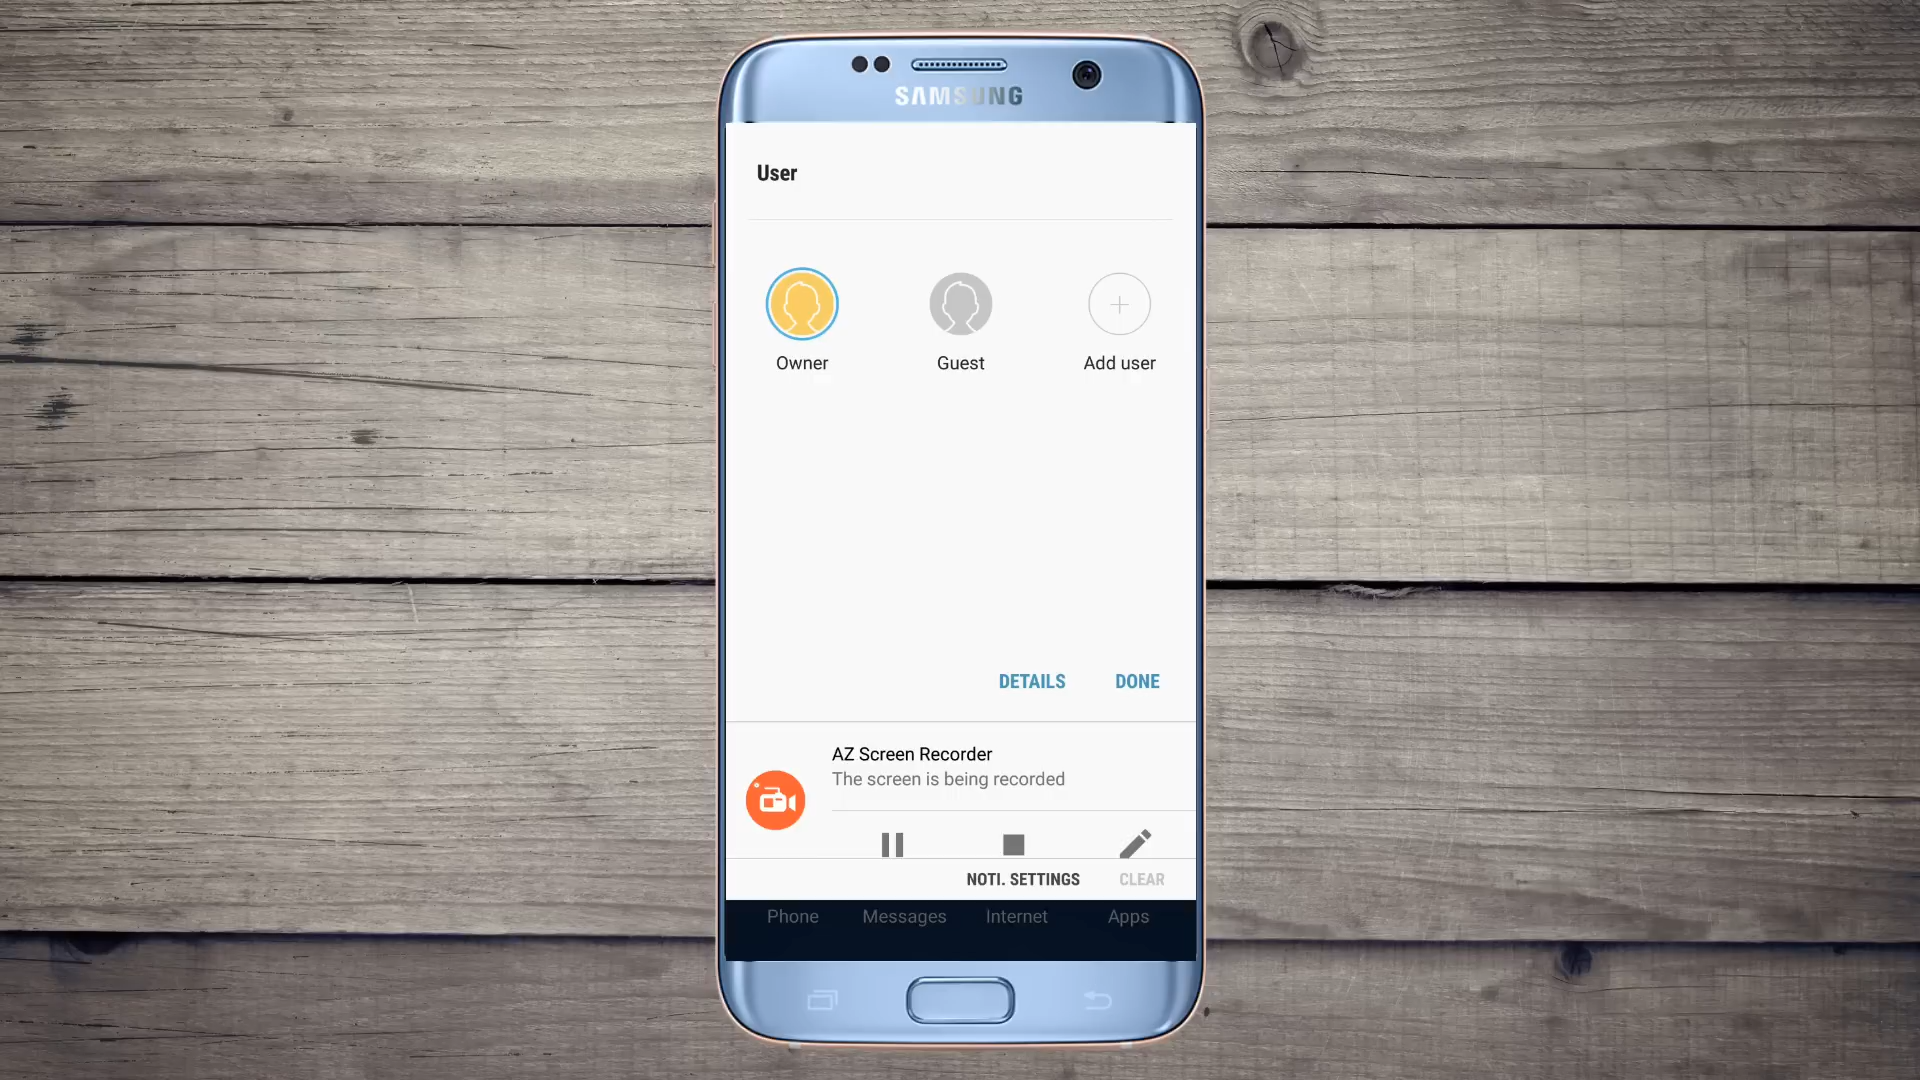 SAMSUNG
User
Owner
Guest
Add user
DETAILS
DONE
AZ Screen Recorder
The screen is being recorded
NOTI. SETTINGS
CLEAR
Phone
Messages
Internet
Apps